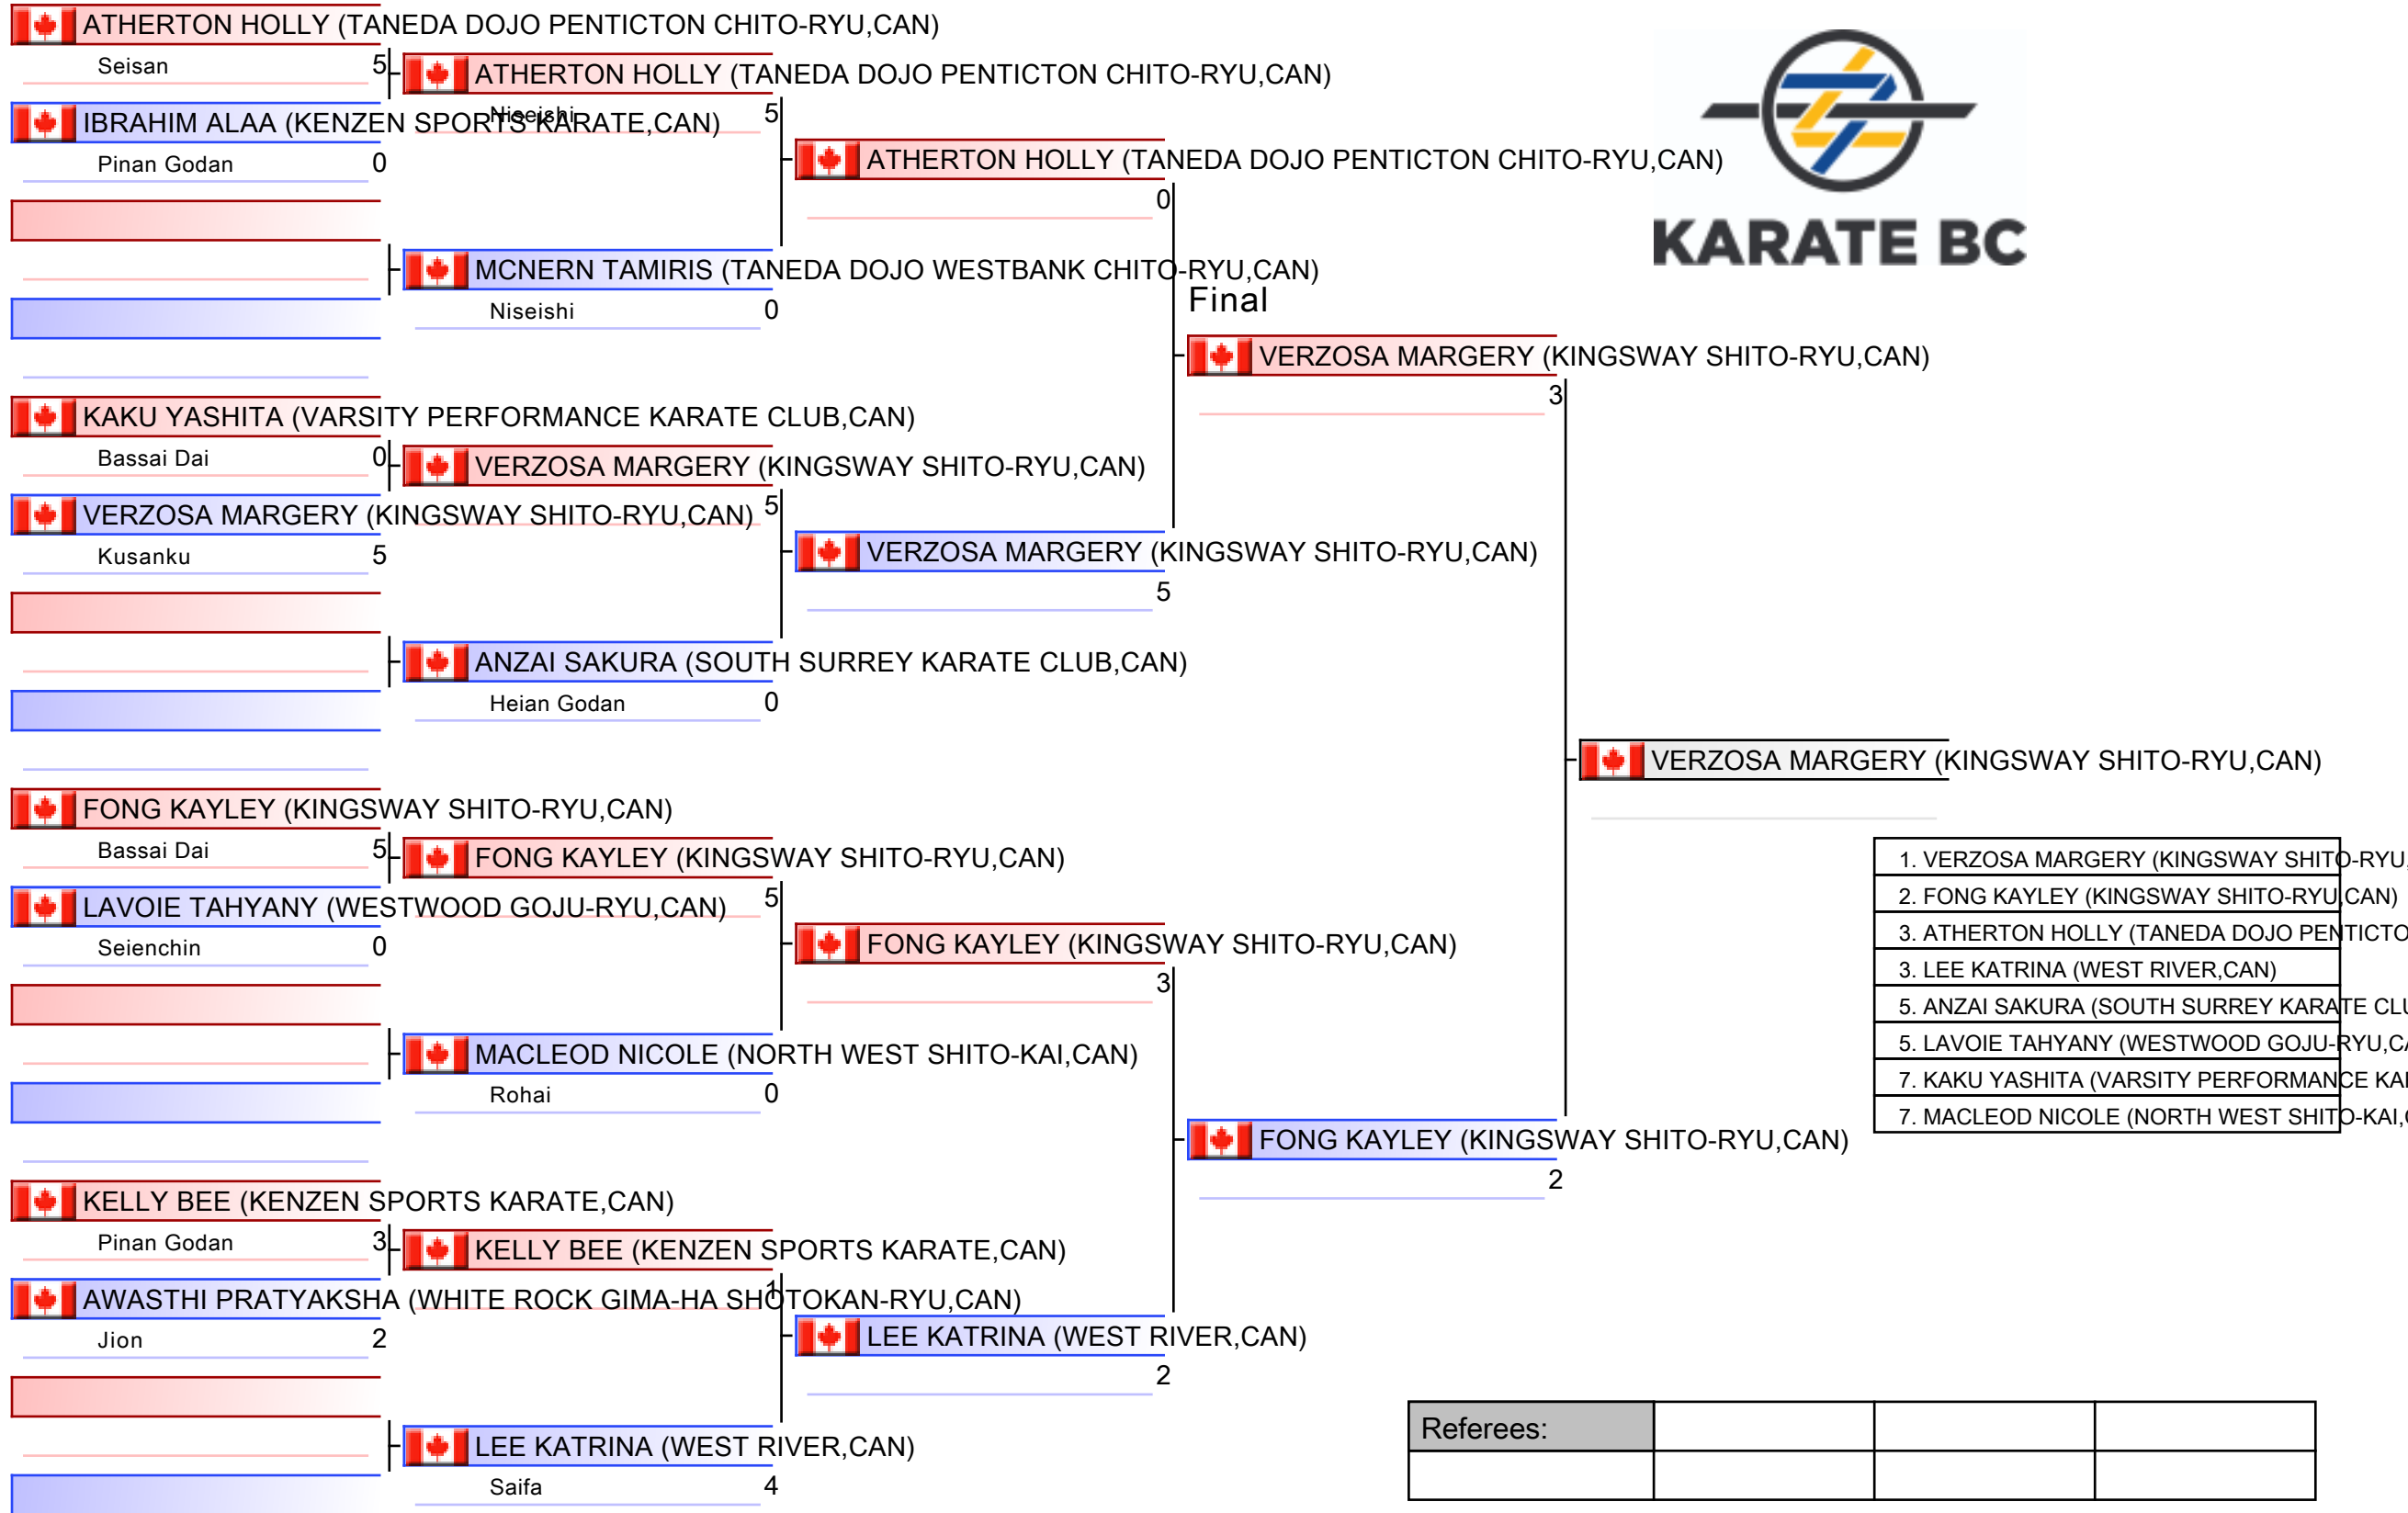 ATHERTON HOLLY (TANEDA DOJO PENTICTON CHITO-RYU,CAN)
Seisan 5
IBRAHIM ALAA (KENZEN SPORTS KARATE,CAN)
Pinan Godan 0
KAKU YASHITA (VARSITY PERFORMANCE KARATE CLUB,CAN)
Bassai Dai 0
VERZOSA MARGERY (KINGSWAY SHITO-RYU,CAN)
Kusanku 5
FONG KAYLEY (KINGSWAY SHITO-RYU,CAN)
Bassai Dai 5
LAVOIE TAHYANY (WESTWOOD GOJU-RYU,CAN)
Seienchin 0
KELLY BEE (KENZEN SPORTS KARATE,CAN)
Pinan Godan 3
AWASTHI PRATYAKSHA (WHITE ROCK GIMA-HA SHOTOKAN-RYU,CAN)
Jion 2
ATHERTON HOLLY (TANEDA DOJO PENTICTON CHITO-RYU,CAN)
Niseishi 5
MCNERN TAMIRIS (TANEDA DOJO WESTBANK CHITO-RYU,CAN)
Niseishi 0
VERZOSA MARGERY (KINGSWAY SHITO-RYU,CAN)
5
ANZAI SAKURA (SOUTH SURREY KARATE CLUB,CAN)
Heian Godan 0
FONG KAYLEY (KINGSWAY SHITO-RYU,CAN)
5
MACLEOD NICOLE (NORTH WEST SHITO-KAI,CAN)
Rohai 0
KELLY BEE (KENZEN SPORTS KARATE,CAN)
1
LEE KATRINA (WEST RIVER,CAN)
Saifa 4
ATHERTON HOLLY (TANEDA DOJO PENTICTON CHITO-RYU,CAN)
0
VERZOSA MARGERY (KINGSWAY SHITO-RYU,CAN)
5
FONG KAYLEY (KINGSWAY SHITO-RYU,CAN)
3
LEE KATRINA (WEST RIVER,CAN)
2
Final
VERZOSA MARGERY (KINGSWAY SHITO-RYU,CAN)
3
FONG KAYLEY (KINGSWAY SHITO-RYU,CAN)
2
VERZOSA MARGERY (KINGSWAY SHITO-RYU,CAN)
KARATE BC
1. VERZOSA MARGERY (KINGSWAY SHITO-RYU,
2. FONG KAYLEY (KINGSWAY SHITO-RYU,CAN)
3. ATHERTON HOLLY (TANEDA DOJO PENTICTO
3. LEE KATRINA (WEST RIVER,CAN)
5. ANZAI SAKURA (SOUTH SURREY KARATE CLU
5. LAVOIE TAHYANY (WESTWOOD GOJU-RYU,CA
7. KAKU YASHITA (VARSITY PERFORMANCE KA
7. MACLEOD NICOLE (NORTH WEST SHITO-KAI,
Referees: